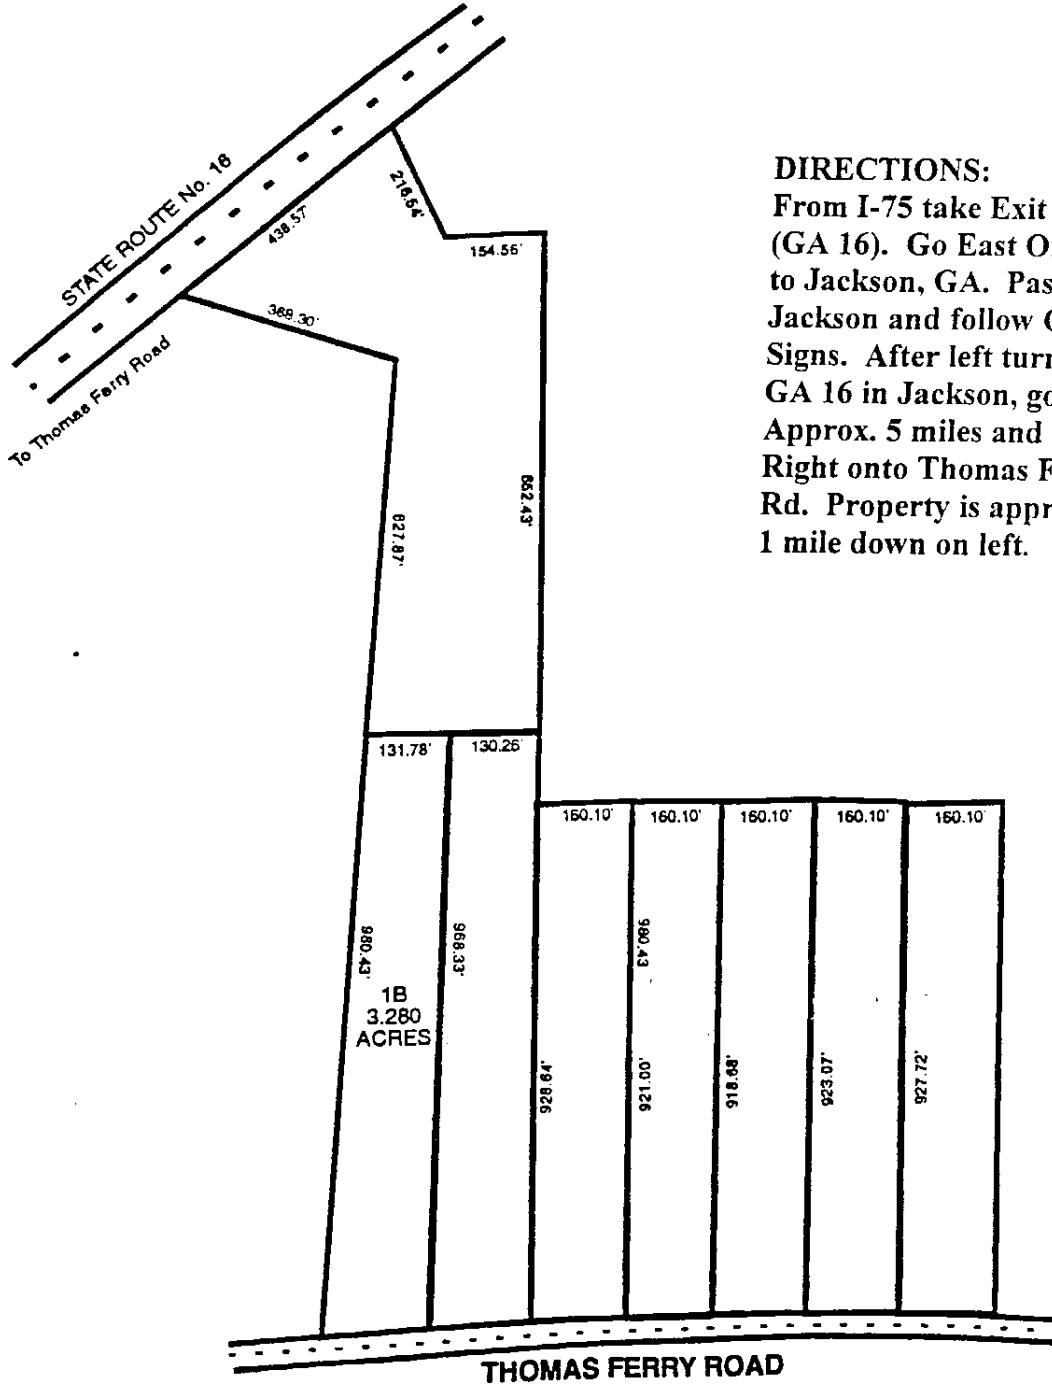 STATE ROUTE No. 16
216.54'
438.57'
154.56'
368.30'
To Thomas Ferry Road
DIRECTIONS:
From I-75 take Exit
(GA 16). Go East O
to Jackson, GA. Pas
Jackson and follow
Signs. After left turn
GA 16 in Jackson, go
Approx. 5 miles and
Right onto Thomas F
Rd. Property is appr
1 mile down on left.
652.43'
627.87'
131.78'
130.26'
160.10'
160.10'
160.10'
160.10'
160.10'
980.43'
968.33'
980.43
1B
3.280
ACRES
928.64'
921.00'
918.68'
923.07'
927.72'
THOMAS FERRY ROAD